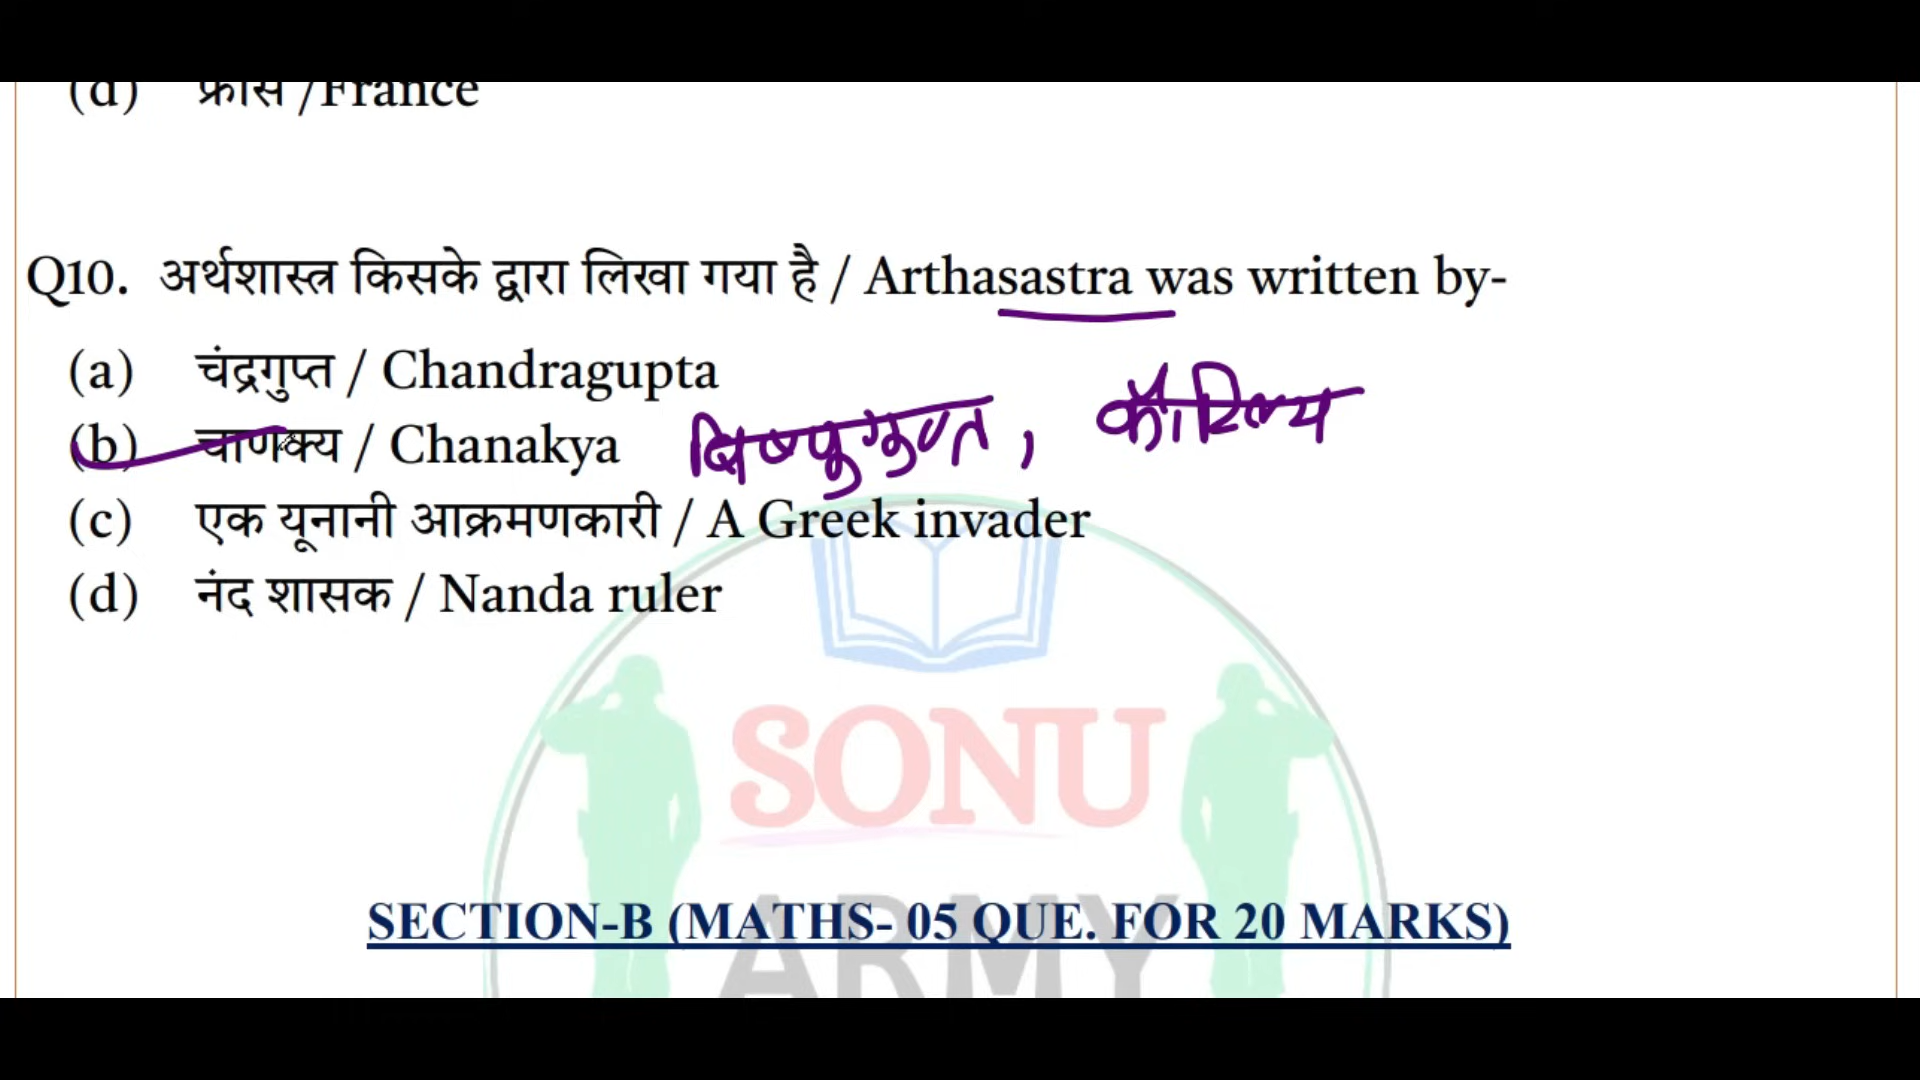 (d) फ्रांस /France
Q10. अर्थशास्त्र किसके द्वारा लिखा गया है / Arthasastra was written by-
(a) चंद्रगुप्त / Chandragupta
(b) चाणक्य / Chanakya विष्णुगुप्त , कौटिल्य
(c) एक यूनानी आक्रमणकारी / A Greek invader
(d) नंद शासक / Nanda ruler
SONU
SECTION-B (MATHS- 05 QUE. FOR 20 MARKS)
ARMY